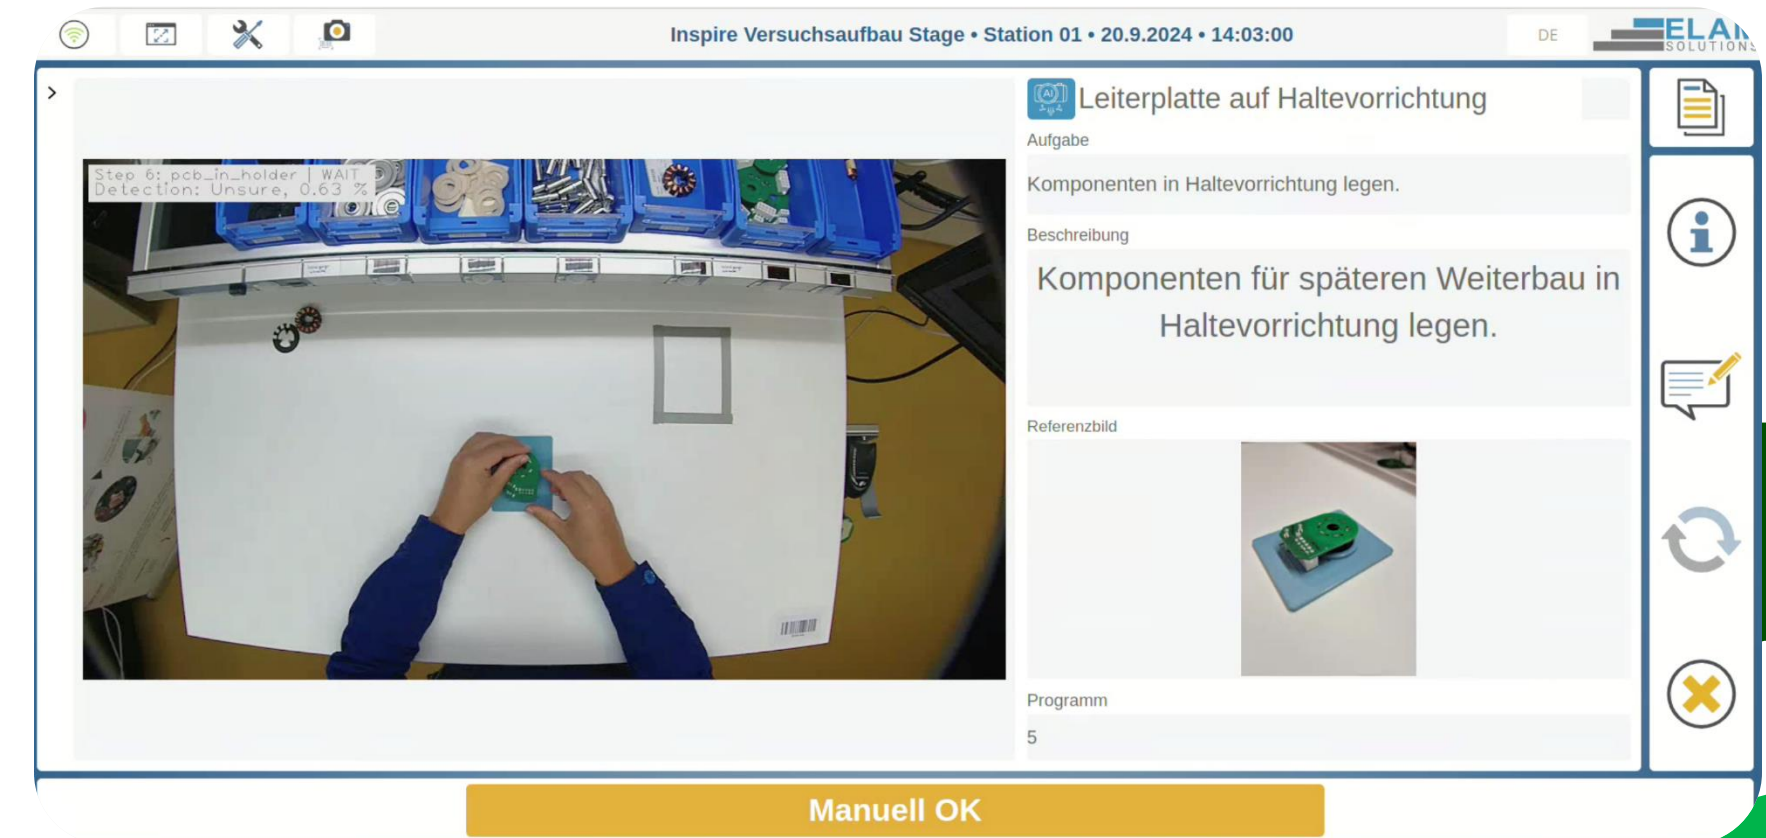 Inspire Versuchsaufbau Stage • Station 01 • 20.9.2024 • 14:03:00
DE
ELAN
SOLUTIONS
Step 6: pcb_in_holder | WAIT
Detection: Unsure, 0.63 %
AI
Leiterplatte auf Haltevorrichtung
Aufgabe
Komponenten in Haltevorrichtung legen.
Beschreibung
Komponenten für späteren Weiterbau in
Haltevorrichtung legen.
Referenzbild
Programm
5
Manuell OK